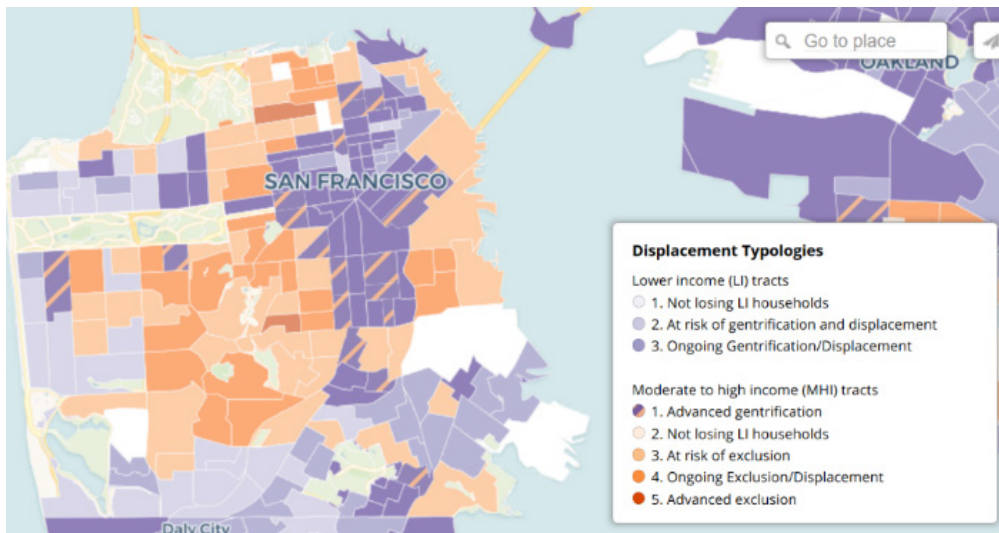 Go to place
OAKLAND
SAN FRANCISCO
Displacement Typologies
Lower income (LI) tracts
1. Not losing LI households
2. At risk of gentrification and displacement
3. Ongoing Gentrification/Displacement
Moderate to high income (MHI) tracts
1. Advanced gentrification
2. Not losing LI households
3. At risk of exclusion
4. Ongoing Exclusion/Displacement
5. Advanced exclusion
Daly City